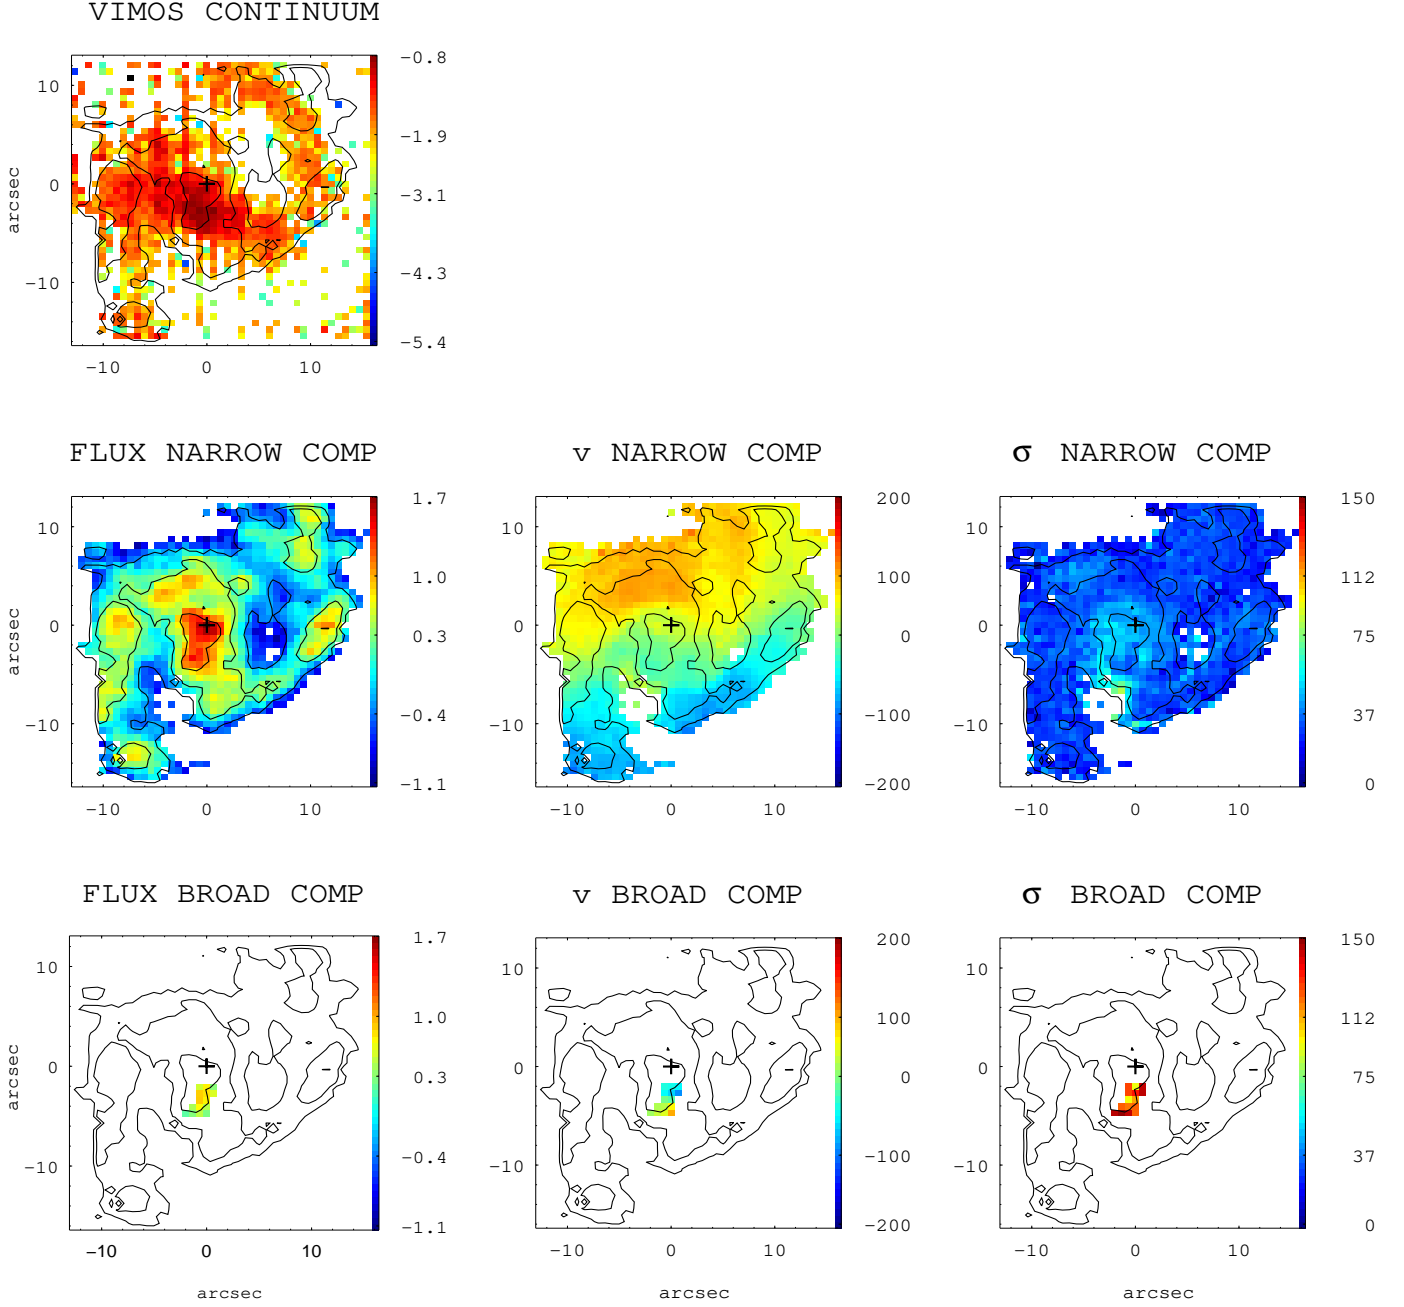 VIMOS CONTINUUM
arcsec
10
0
−10
−10 0 10
−0.8
−1.9
−3.1
−4.3
−5.4
FLUX NARROW COMP
arcsec
10
0
−10
−10 0 10
1.7
1.0
0.3
−0.4
−1.1
v NARROW COMP
10
0
−10
−10 0 10
200
100
0
−100
−200
σ NARROW COMP
10
0
−10
−10 0 10
150
112
75
37
0
FLUX BROAD COMP
arcsec
10
0
−10
−10 0 10
arcsec
1.7
1.0
0.3
−0.4
−1.1
v BROAD COMP
10
0
−10
−10 0 10
arcsec
200
100
0
−100
−200
σ BROAD COMP
10
0
−10
−10 0 10
arcsec
150
112
75
37
0